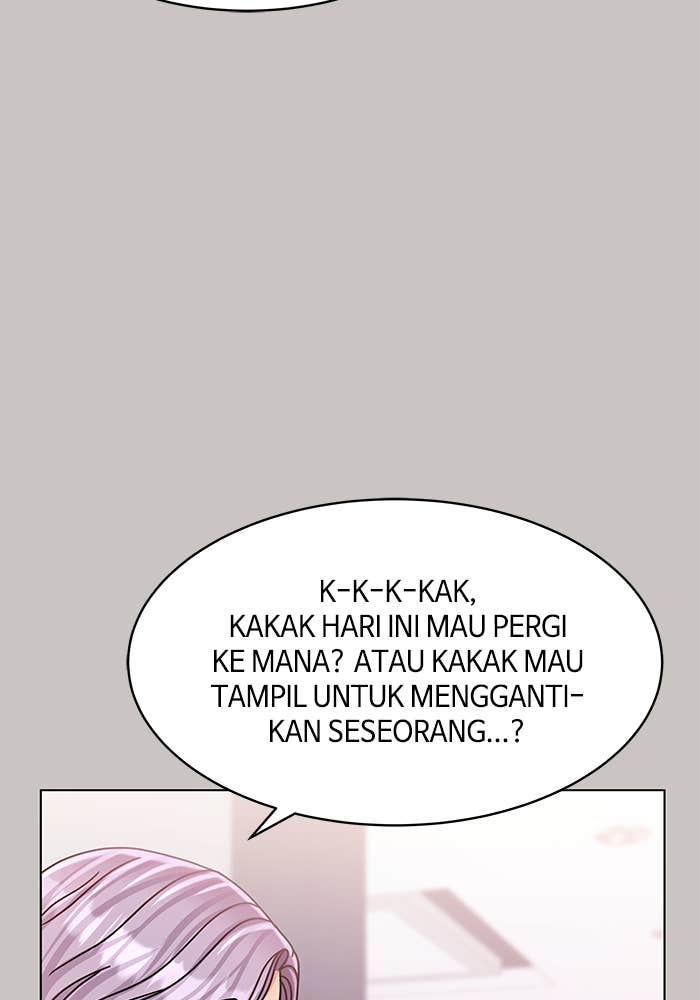 K-K-K-KAK,
KAKAK HARI INI MAU PERGI
KE MANA? ATAU KAKAK MAU
TAMPIL UNTUK MENGGANTI-
KAN SESEORANG...?